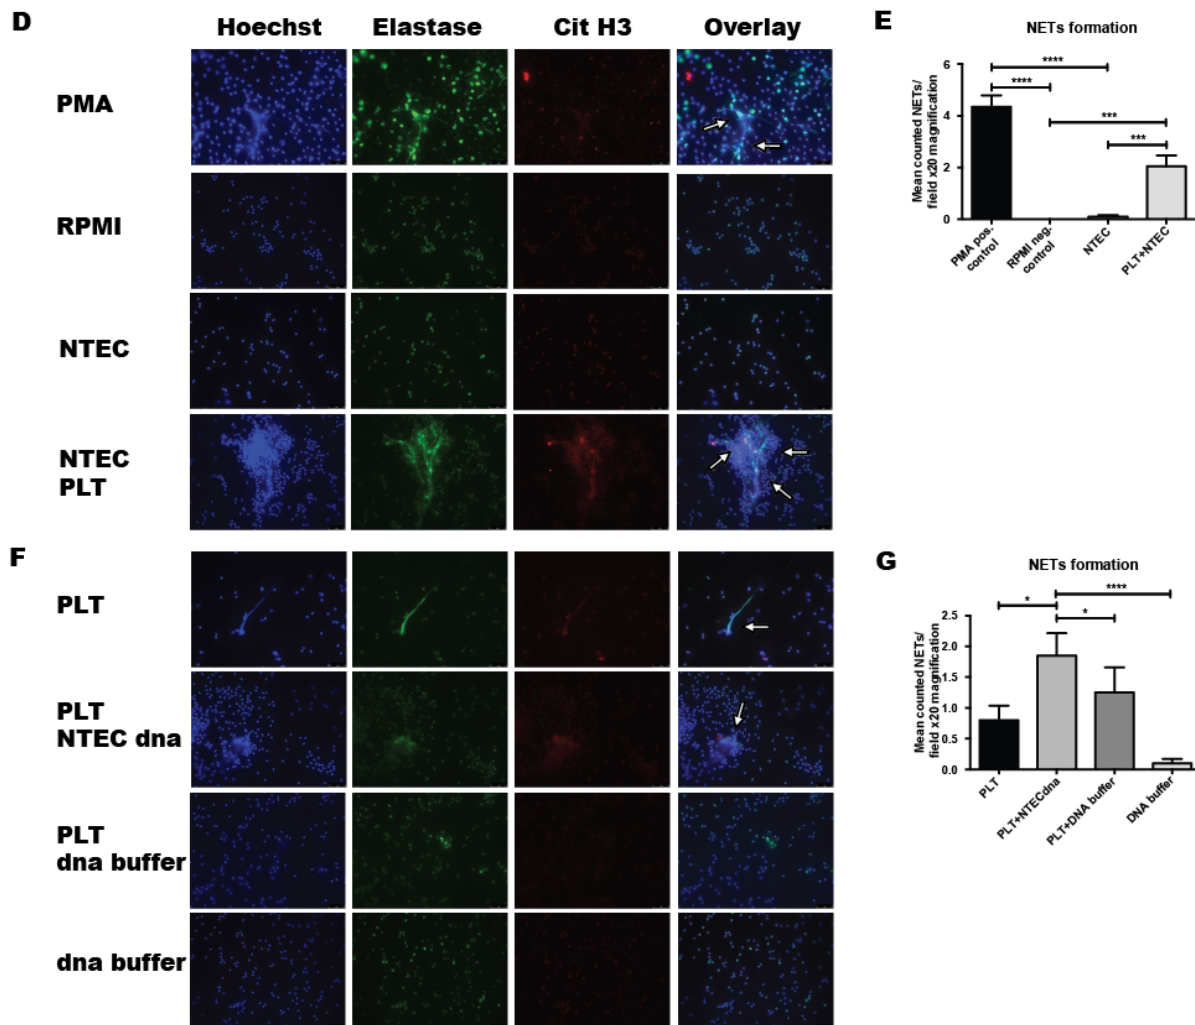 D
Hoechst
Elastase
Cit H3
Overlay
PMA
RPMI
NTEC
NTEC
PLT
E
NETs formation
Mean counted NETs/
field x20 magnification
6
4
2
0
****
****
***
***
PMA pos.
control
RPMI neg.
control
NTEC
PLT+NTEC
F
PLT
PLT
NTEC dna
PLT
dna buffer
dna buffer
G
NETs formation
Mean counted NETs/
field x20 magnification
2.5
2.0
1.5
1.0
0.5
0.0
****
*
*
PLT
PLT+NTECdna
PLT+DNA buffer
DNA buffer